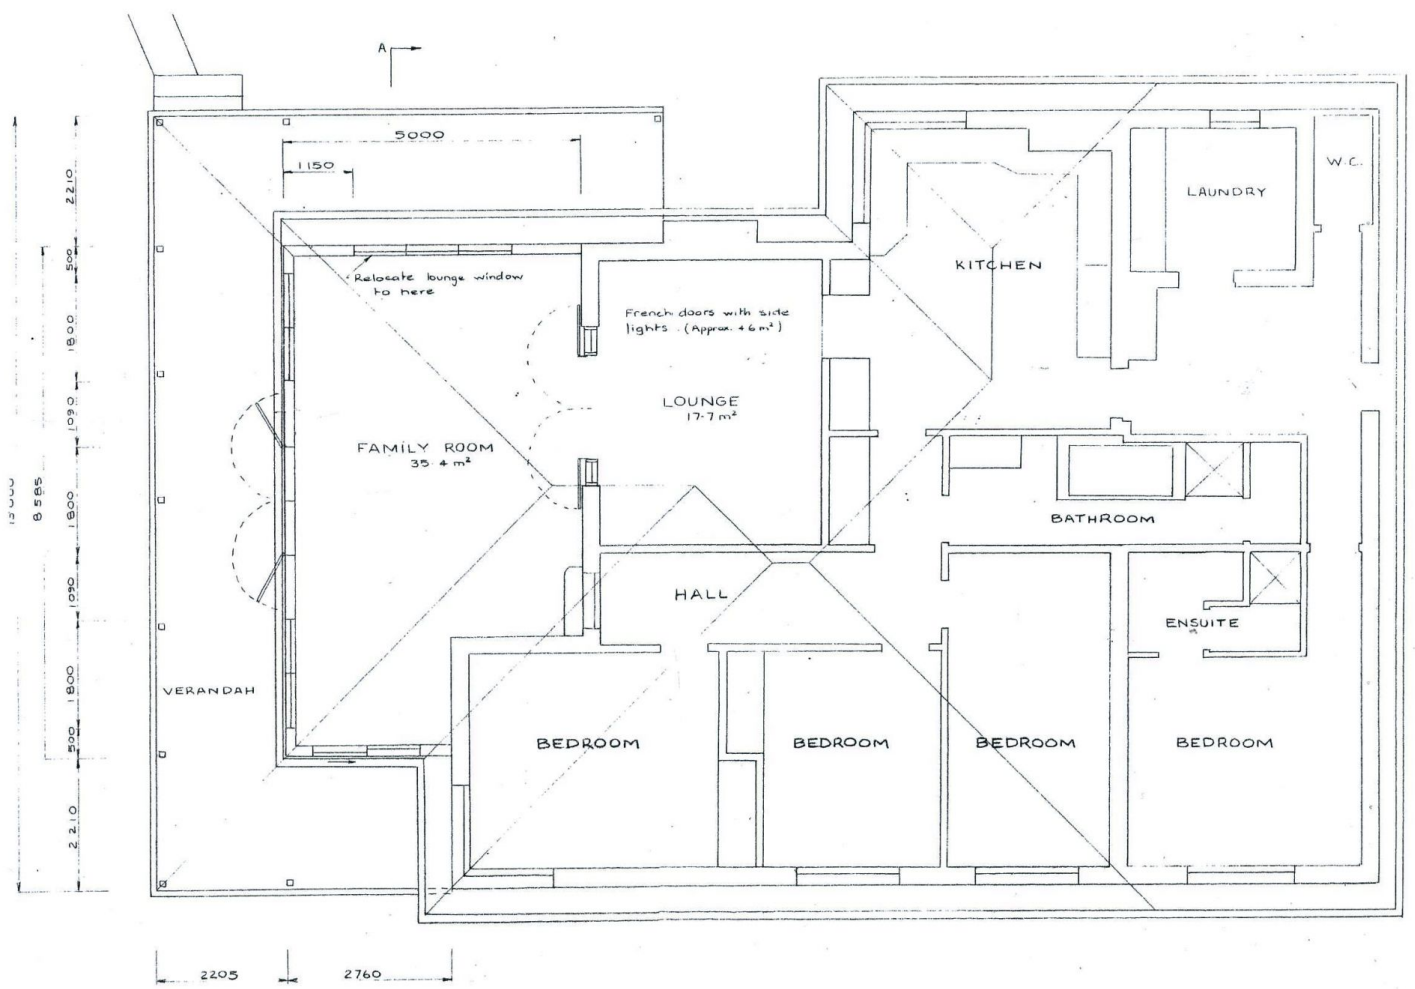 A
5000
1150
2210
W.C.
LAUNDRY
KITCHEN
500
Relocate lounge window
to here
French doors with side
lights. (Approx. 4.6 m²)
1800
LOUNGE
17.7 m²
1090
FAMILY ROOM
35.4 m²
8585
1800
BATHROOM
1090
HALL
ENSUITE
1800
VERANDAH
500
BEDROOM
BEDROOM
BEDROOM
BEDROOM
2210
2205
2760